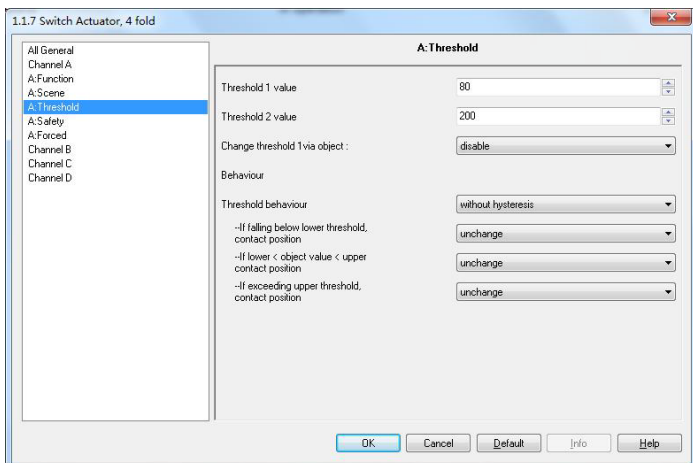 1.1.7 Switch Actuator, 4 fold
All General
Channel A
A:Function
A:Scene
A:Threshold
A:Safety
A:Forced
Channel B
Channel C
Channel D
A:Threshold
Threshold 1 value
80
Threshold 2 value
200
Change threshold 1via object :
disable
Behaviour
Threshold behaviour
without hysteresis
--If falling below lower threshold,
contact position
unchange
--If lower < object value < upper
contact position
unchange
--If exceeding upper threshold,
contact position
unchange
OK
Cancel
Default
Info
Help